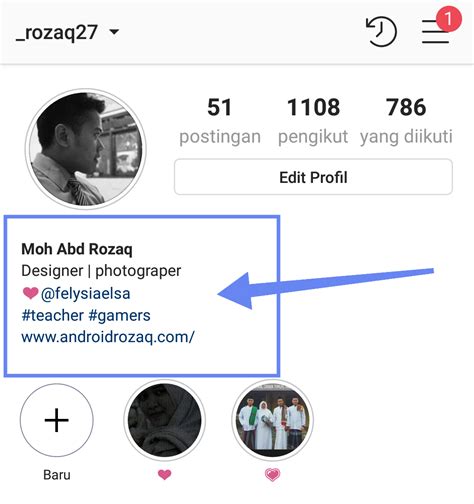 _rozaq27
1
51 1108 786
postingan pengikut yang diikuti
Edit Profil
Moh Abd Rozaq
Designer | photograper
@felysiaelsa
#teacher #gamers
www.androidrozaq.com/
Baru